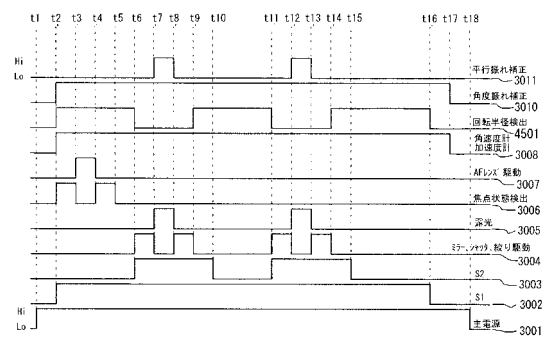 t1 t2 t3 t4 t5 t6 t7 t8 t9 t10 t11 t12 t13 t14 t15 t16 t17 t18
Hi
Lo
平行振れ補正
3011
角度振れ補正
3010
回転半径検出
4501
角速度計
加速度計
3008
AFレンズ駆動
3007
焦点状態検出
3006
露光
3005
ミラー、シャッタ、絞り駆動
3004
S2
3003
S1
3002
Hi
Lo
主電源
3001